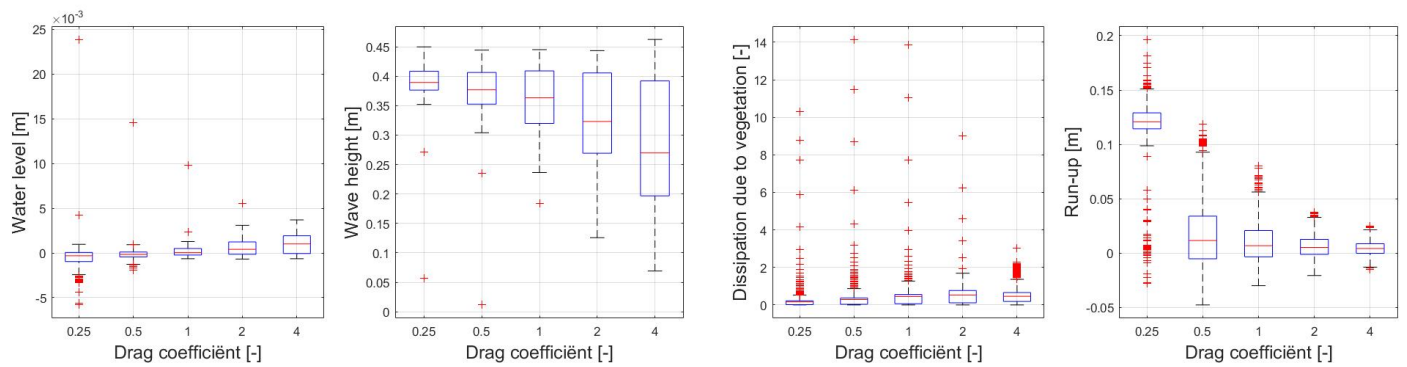 ×10⁻³
25
20
15
10
5
0
-5
Water level [m]
0.25 0.5 1 2 4
Drag coefficiënt [-]
0.45
0.4
0.35
0.3
0.25
0.2
0.15
0.1
0.05
0
Wave height [m]
0.25 0.5 1 2 4
Drag coefficiënt [-]
14
12
10
8
6
4
2
0
Dissipation due to vegetation [-]
0.25 0.5 1 2 4
Drag coefficiënt [-]
0.2
0.15
0.1
0.05
0
-0.05
Run-up [m]
0.25 0.5 1 2 4
Drag coefficiënt [-]